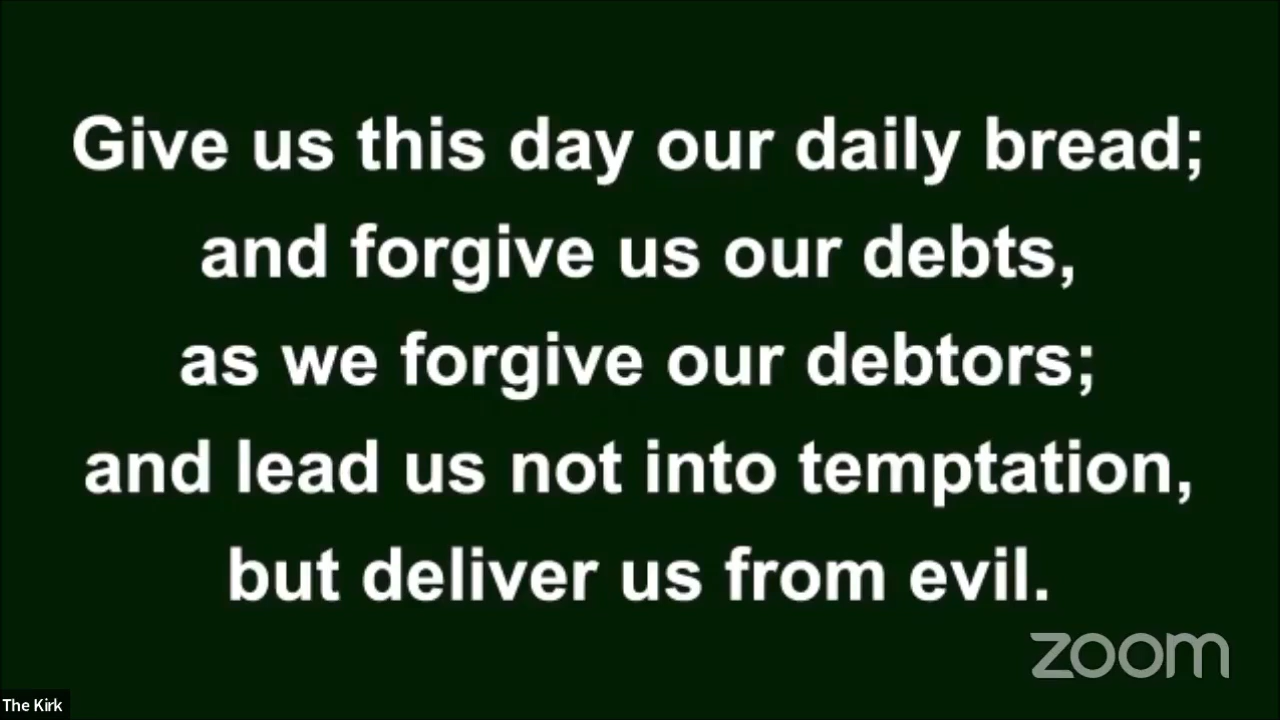 Give us this day our daily bread;
and forgive us our debts,
as we forgive our debtors;
and lead us not into temptation,
but deliver us from evil.
zoom
The Kirk